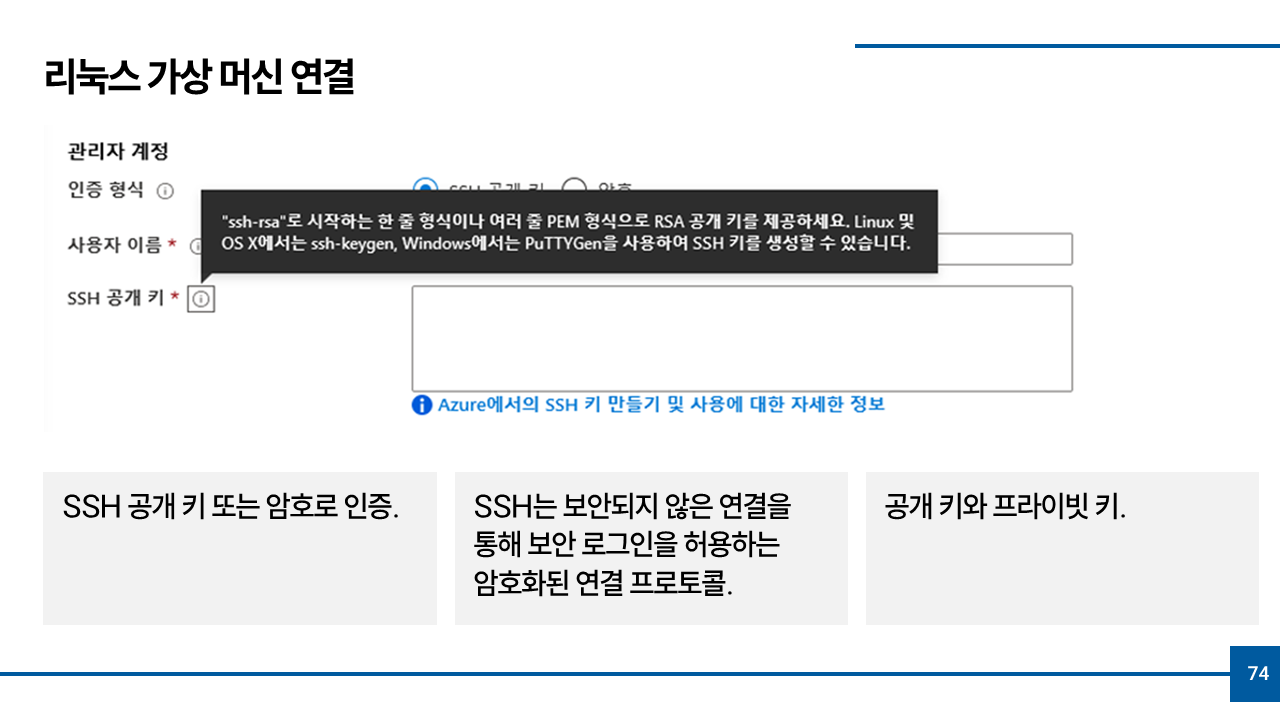 리눅스 가상 머신 연결
관리자 계정
인증 형식
"ssh-rsa"로 시작하는 한 줄 형식이나 여러 줄 PEM 형식으로 RSA 공개 키를 제공하세요. Linux 및
OS X에서는 ssh-keygen, Windows에서는 PuTTYGen을 사용하여 SSH 키를 생성할 수 있습니다.
사용자 이름 *
SSH 공개 키 *
Azure에서의 SSH 키 만들기 및 사용에 대한 자세한 정보
SSH 공개 키 또는 암호로 인증.
SSH는 보안되지 않은 연결을
통해 보안 로그인을 허용하는
암호화된 연결 프로토콜.
공개 키와 프라이빗 키.
74